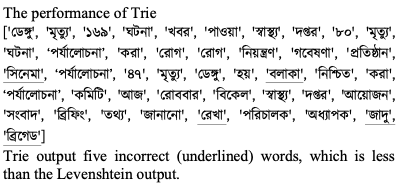 The performance of Trie
['ডেঙ্গু', 'মৃত্যু', '১৬৯', 'ঘটনা', 'খবর', 'পাওয়া', 'স্বাস্থ্য', 'দপ্তর', '৮০', 'মৃত্যু',
'ঘটনা', 'পর্যালোচনা', 'করা', 'রোগ', 'রোগ', 'নিয়ন্ত্রণ', 'গবেষণা', 'প্রতিষ্ঠান',
'সিনেমা', 'পর্যালোচনা', '৪৭', 'মৃত্যু', 'ডেঙ্গু', 'হয়', 'বলাকা', 'নিশ্চিত', 'করা',
'পর্যালোচনা', 'কমিটি', 'আজ', 'রোববার', 'বিকেল', 'স্বাস্থ্য', 'দপ্তর', 'আয়োজন',
'সংবাদ', 'ব্রিফিং', 'তথ্য', 'জানানো', 'রেখা', 'পরিচালক', 'অধ্যাপক', 'জাদু',
'ব্রিগেড']
Trie output five incorrect (underlined) words, which is less
than the Levenshtein output.